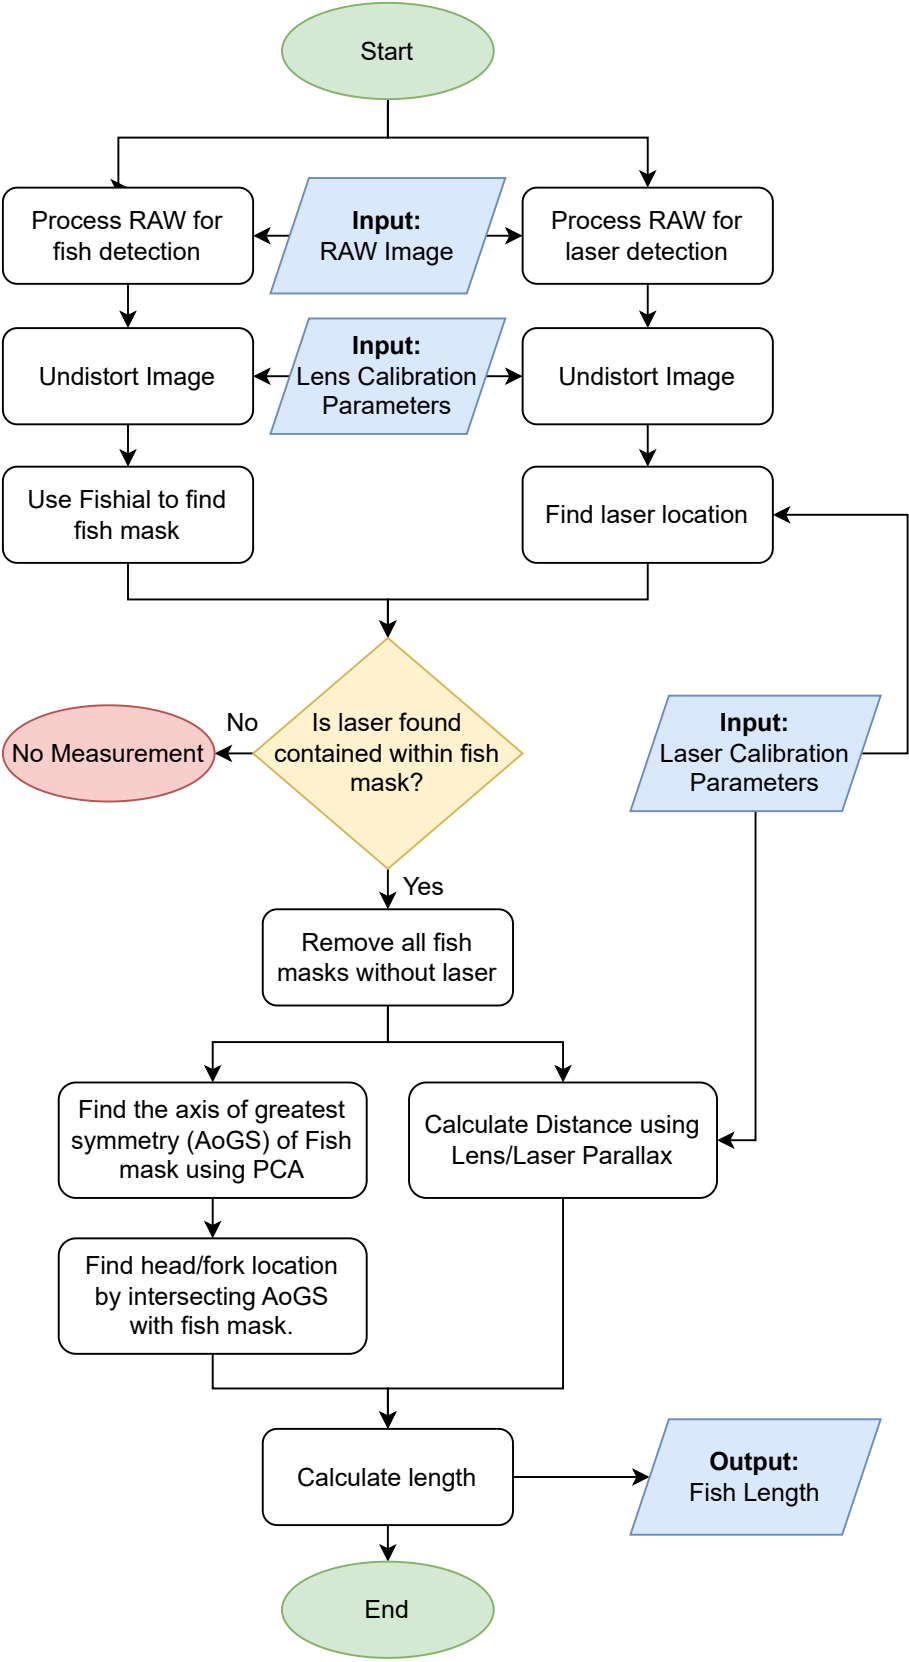 Start
Process RAW for
fish detection
Input:
RAW Image
Process RAW for
laser detection
Undistort Image
Input:
Lens Calibration
Parameters
Undistort Image
Use Fishial to find
fish mask
Find laser location
No Measurement
No
Is laser found
contained within fish
mask?
Input:
Laser Calibration
Parameters
Yes
Remove all fish
masks without laser
Find the axis of greatest
symmetry (AoGS) of Fish
mask using PCA
Calculate Distance using
Lens/Laser Parallax
Find head/fork location
by intersecting AoGS
with fish mask.
Calculate length
Output:
Fish Length
End